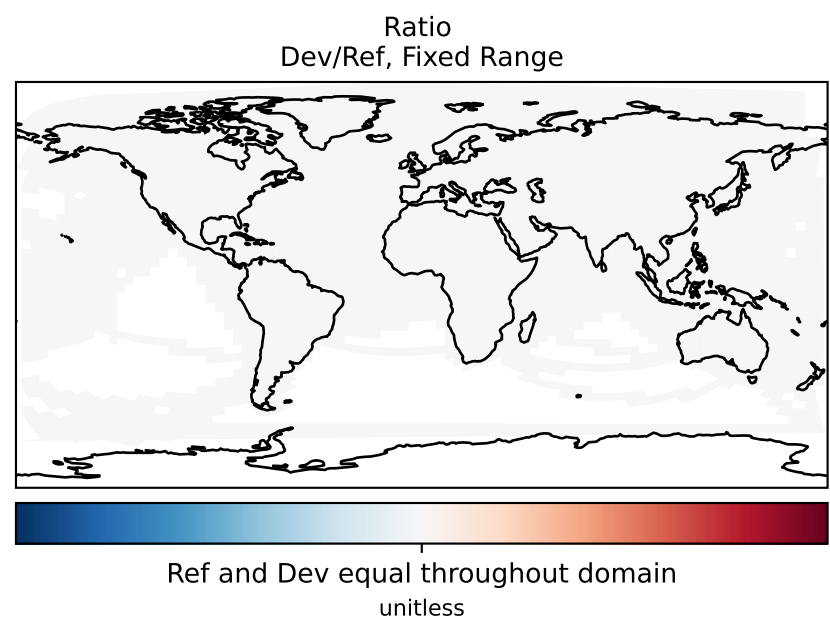 Ratio
Dev/Ref, Fixed Range
Ref and Dev equal throughout domain
unitless